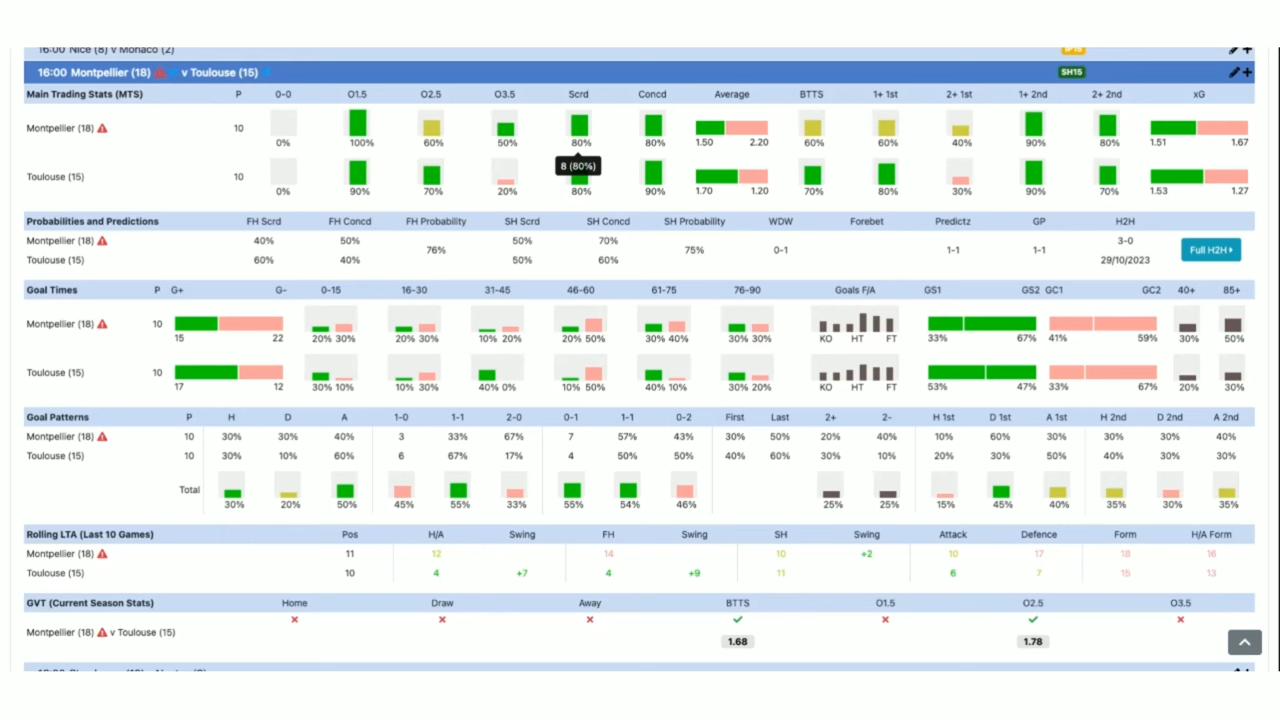 16:00 Nice (8) v Monaco (2)
16:00 Montpellier (18) v Toulouse (15) SH15
Main Trading Stats (MTS) P 0-0 O1.5 O2.5 O3.5 Scrd Concd Average BTTS 1+ 1st 2+ 1st 1+ 2nd 2+ 2nd xG
Montpellier (18) 10
0% 100% 60% 50% 80% 80% 1.50 2.20 60% 60% 40% 90% 80% 1.51 1.67
8 (80%)
Toulouse (15) 10
0% 90% 70% 20% 80% 90% 1.70 1.20 70% 80% 30% 90% 70% 1.53 1.27
Probabilities and Predictions FH Scrd FH Concd FH Probability SH Scrd SH Concd SH Probability WDW Forebet Predictz GP H2H
Montpellier (18) 40% 50% 50% 70% 3-0
76% 75% 0-1 1-1 1-1 Full H2H
Toulouse (15) 60% 40% 50% 60% 29/10/2023
Goal Times P G+ G- 0-15 16-30 31-45 46-60 61-75 76-90 Goals F/A GS1 GS2 GC1 GC2 40+ 85+
Montpellier (18) 10
15 22 20% 30% 20% 30% 10% 20% 20% 50% 30% 40% 30% 30% KO HT FT 33% 67% 41% 59% 30% 50%
Toulouse (15) 10
17 12 30% 10% 10% 30% 40% 0% 10% 50% 40% 10% 30% 20% KO HT FT 53% 47% 33% 67% 20% 30%
Goal Patterns P H D A 1-0 1-1 2-0 0-1 1-1 0-2 First Last 2+ 2- H 1st D 1st A 1st H 2nd D 2nd A 2nd
Montpellier (18) 10 30% 30% 40% 3 33% 67% 7 57% 43% 30% 50% 20% 40% 10% 60% 30% 30% 30% 40%
Toulouse (15) 10 30% 10% 60% 6 67% 17% 4 50% 50% 40% 60% 30% 10% 20% 30% 50% 40% 30% 30%
Total
30% 20% 50% 45% 55% 33% 55% 54% 46% 25% 25% 15% 45% 40% 35% 30% 35%
Rolling LTA (Last 10 Games) Pos H/A Swing FH Swing SH Swing Attack Defence Form H/A Form
Montpellier (18) 11 12 14 10 +2 10 17 18 16
Toulouse (15) 10 4 +7 4 +9 11 6 7 15 13
GVT (Current Season Stats) Home Draw Away BTTS O1.5 O2.5 O3.5
Montpellier (18) v Toulouse (15)
1.68 1.78